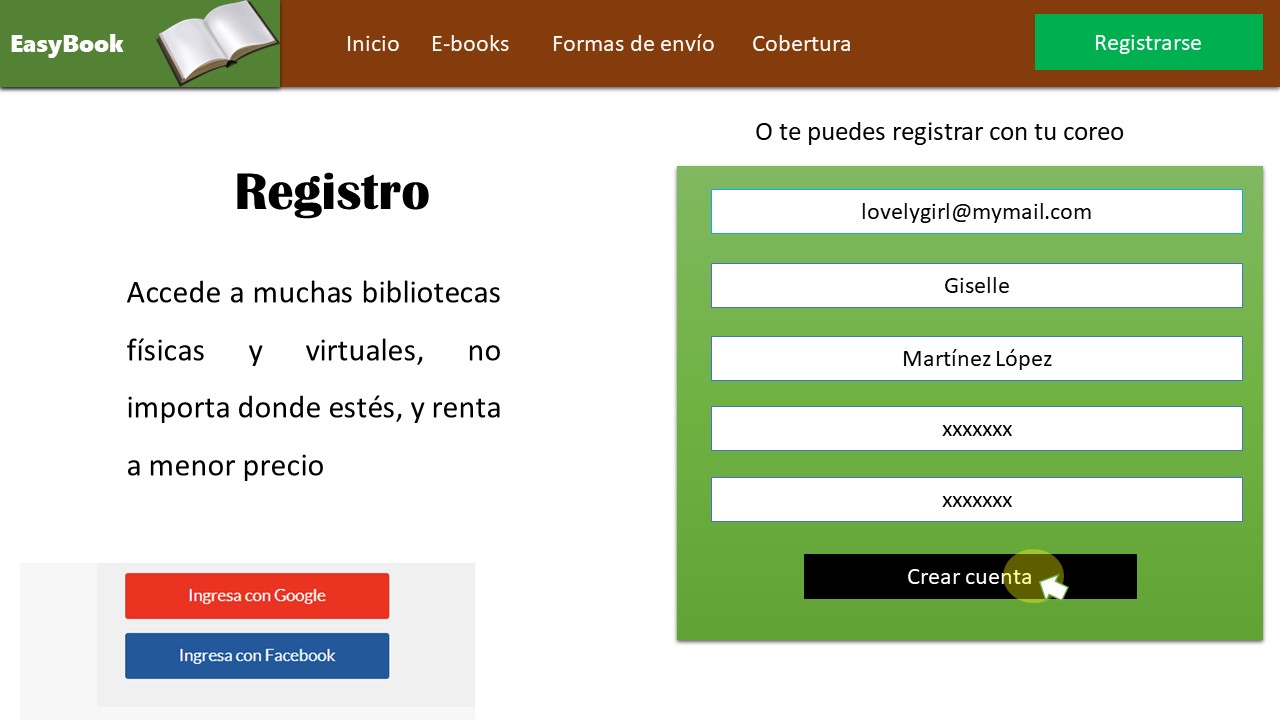 EasyBook
Inicio
E-books
Formas de envío
Cobertura
Registrarse
Registro
Accede a muchas bibliotecas
físicas y virtuales, no
importa donde estés, y renta
a menor precio
Ingresa con Google
Ingresa con Facebook
O te puedes registrar con tu coreo
lovelygirl@mymail.com
Giselle
Martínez López
xxxxxxx
xxxxxxx
Crear cuenta